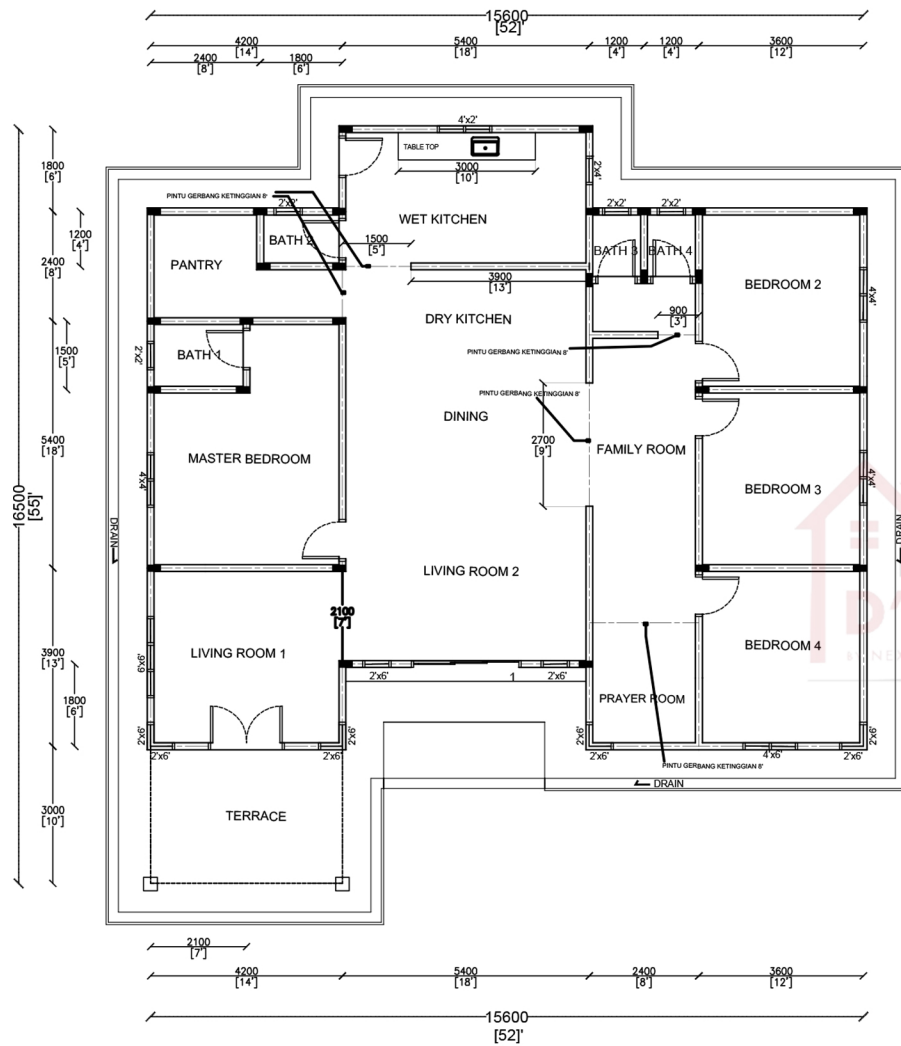 15600
[52]'
4200
[14']
5400
[18']
1200
[4']
1200
[4']
3600
[12']
2400
[8']
1800
[6']
4'x2'
TABLE TOP
3000
[10']
2'x4'
1800
[6']
PINTU GERBANG KETINGGIAN 8'
2'x2'
2'x2'
2'x2'
WET KITCHEN
1200
[4']
BATH 2
1500
[5']
BATH 3
BATH 4
2400
[8']
PANTRY
3900
[13']
BEDROOM 2
4'x4'
900
[3']
DRY KITCHEN
1500
[5']
2'x2'
BATH 1
PINTU GERBANG KETINGGIAN 8'
PINTU GERBANG KETINGGIAN 8'
DINING
5400
[18']
2700
[9']
FAMILY ROOM
MASTER BEDROOM
4'x4'
4'x4'
BEDROOM 3
16500
[55]'
DRAIN
DRAIN
LIVING ROOM 2
2100
[7']
D'
BY NE
3900
[13']
LIVING ROOM 1
6'x6'
BEDROOM 4
1800
[6']
2'x6'
1
2'x6'
PRAYER ROOM
2'x6'
2'x6'
2'x6'
2'x6'
2'x6'
4'x6'
2'x6'
2'x6'
PINTU GERBANG KETINGGIAN 8'
DRAIN
3000
[10']
TERRACE
2100
[7']
4200
[14']
5400
[18']
2400
[8']
3600
[12']
15600
[52]'